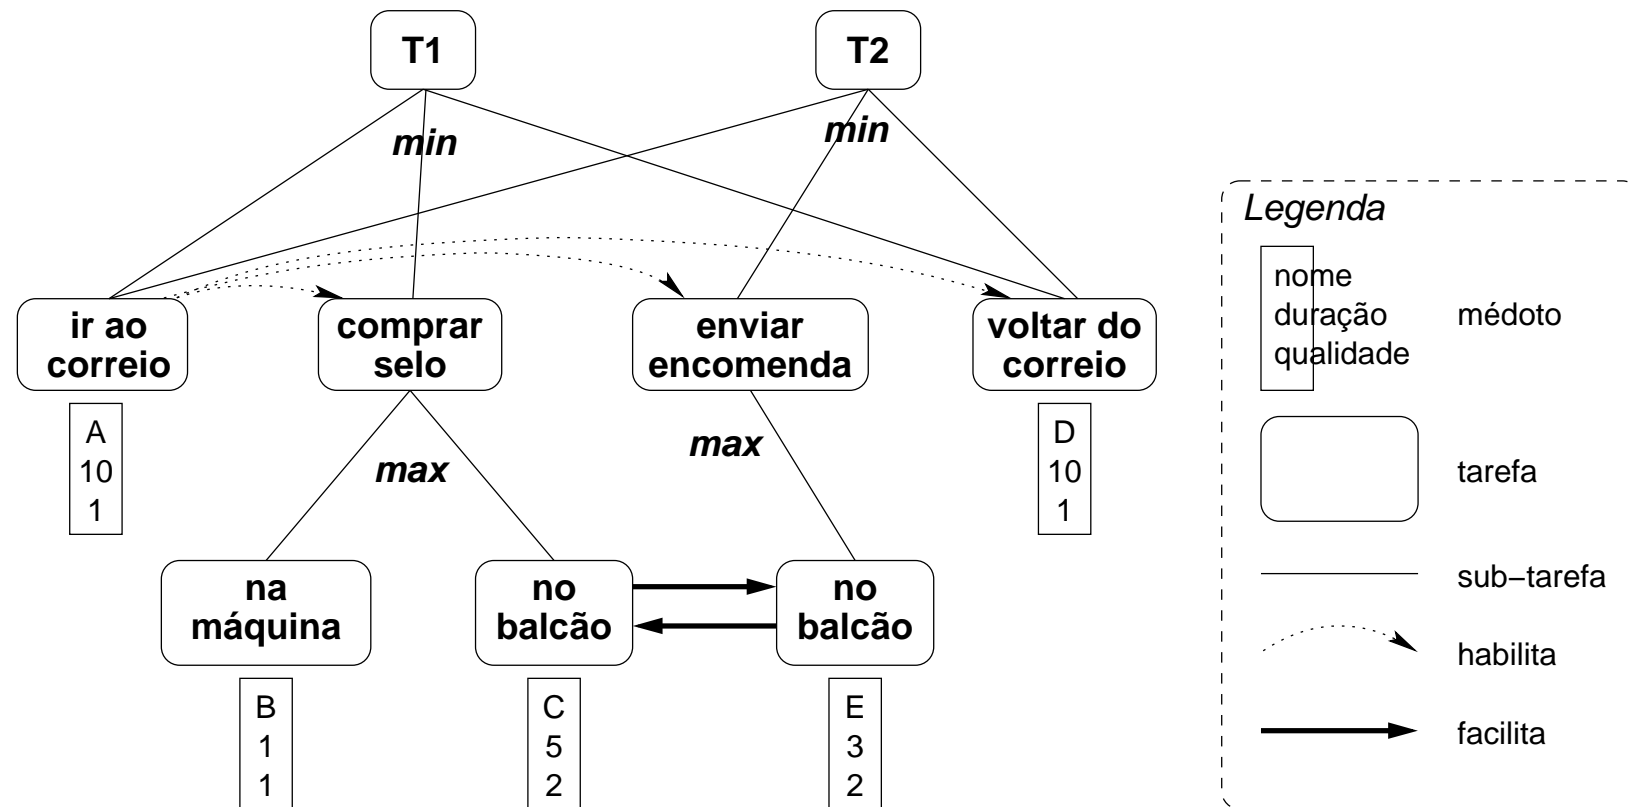 T1
T2
min
min
ir ao
correio
comprar
selo
enviar
encomenda
voltar do
correio
A
10
1
D
10
1
max
max
na
máquina
no
balcão
no
balcão
B
1
1
C
5
2
E
3
2
Legenda
nome
duração
qualidade
médoto
tarefa
sub−tarefa
habilita
facilita